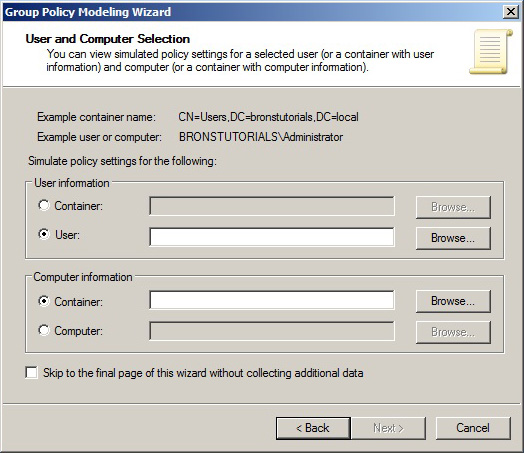 Group Policy Modeling Wizard
User and Computer Selection
You can view simulated policy settings for a selected user (or a container with user
information) and computer (or a container with computer information).
Example container name: CN=Users,DC=bronstutorials,DC=local
Example user or computer: BRONSTUTORIALS\Administrator
Simulate policy settings for the following:
User information
Container: Browse...
User: Browse...
Computer information
Container: Browse...
Computer: Browse...
Skip to the final page of this wizard without collecting additional data
< Back Next > Cancel